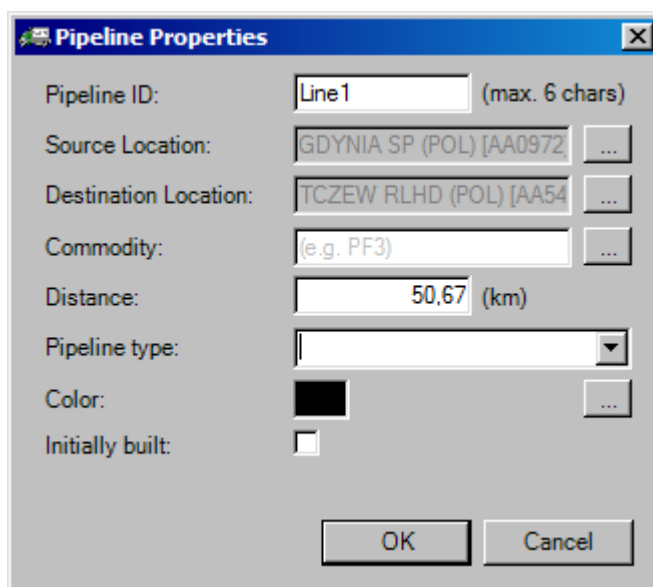 Pipeline Properties
Pipeline ID: Line1 (max. 6 chars)
Source Location: GDYNIA SP (POL) [AA0972] ...
Destination Location: TCZEW RLHD (POL) [AA54 ...
Commodity: (e.g. PF3) ...
Distance: 50,67 (km)
Pipeline type:
Color: ...
Initially built:
OK Cancel